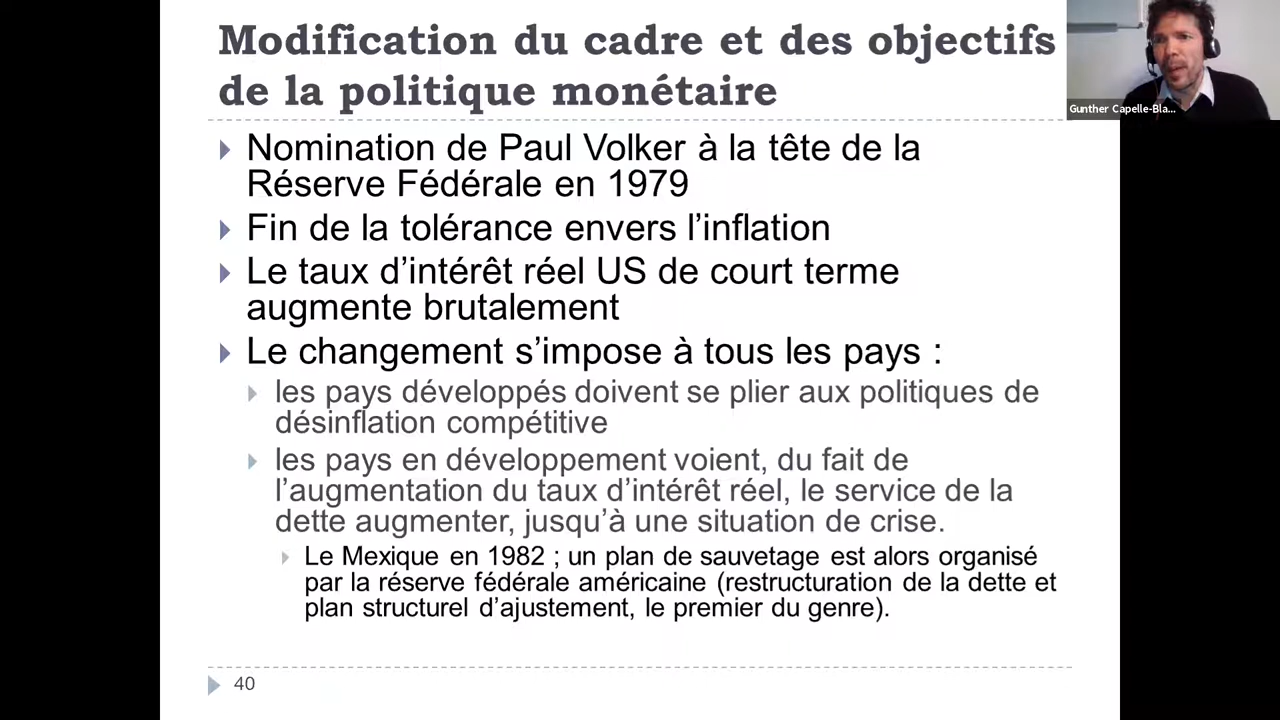 Modification du cadre et des objectifs
de la politique monétaire
Gunther Capelle-Bla...
Nomination de Paul Volker à la tête de la
Réserve Fédérale en 1979
Fin de la tolérance envers l’inflation
Le taux d’intérêt réel US de court terme
augmente brutalement
Le changement s’impose à tous les pays :
les pays développés doivent se plier aux politiques de
désinflation compétitive
les pays en développement voient, du fait de
l’augmentation du taux d’intérêt réel, le service de la
dette augmenter, jusqu’à une situation de crise.
Le Mexique en 1982 ; un plan de sauvetage est alors organisé
par la réserve fédérale américaine (restructuration de la dette et
plan structurel d’ajustement, le premier du genre).
40